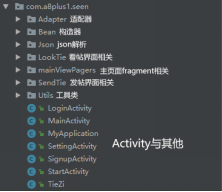 com.a8plus1.seen
Adapter 适配器
Bean 构造器
Json json解析
LookTie 看帖界面相关
mainViewPagers 主页面fragment相关
SendTie 发帖界面相关
Utils 工具类
LoginActivity
MainActivity
MyApplication
SettingActivity
SignupActivity
StartActivity
TieZi
Activity与其他